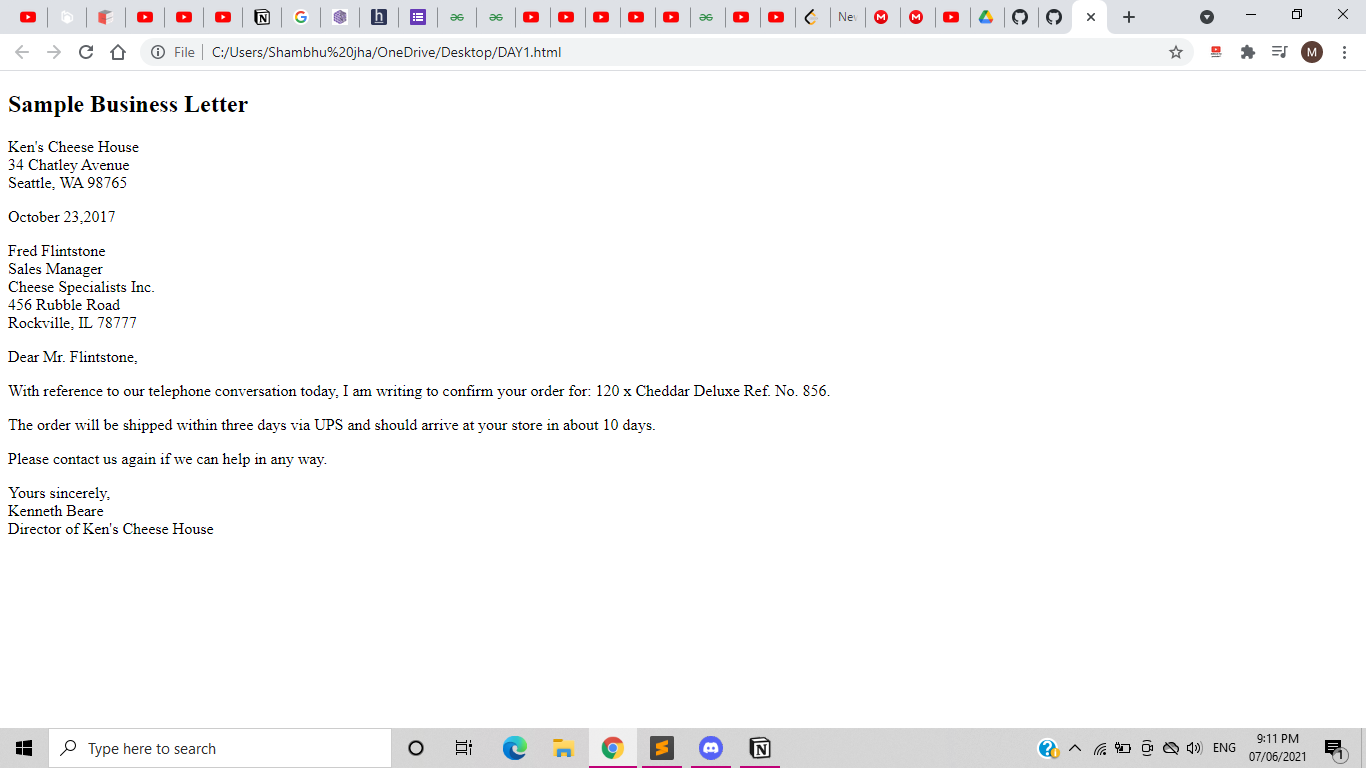 New
File
C:/Users/Shambhu%20jha/OneDrive/Desktop/DAY1.html
M
Sample Business Letter
Ken's Cheese House
34 Chatley Avenue
Seattle, WA 98765
October 23,2017
Fred Flintstone
Sales Manager
Cheese Specialists Inc.
456 Rubble Road
Rockville, IL 78777
Dear Mr. Flintstone,
With reference to our telephone conversation today, I am writing to confirm your order for: 120 x Cheddar Deluxe Ref. No. 856.
The order will be shipped within three days via UPS and should arrive at your store in about 10 days.
Please contact us again if we can help in any way.
Yours sincerely,
Kenneth Beare
Director of Ken's Cheese House
Type here to search
ENG
9:11 PM
07/06/2021
1